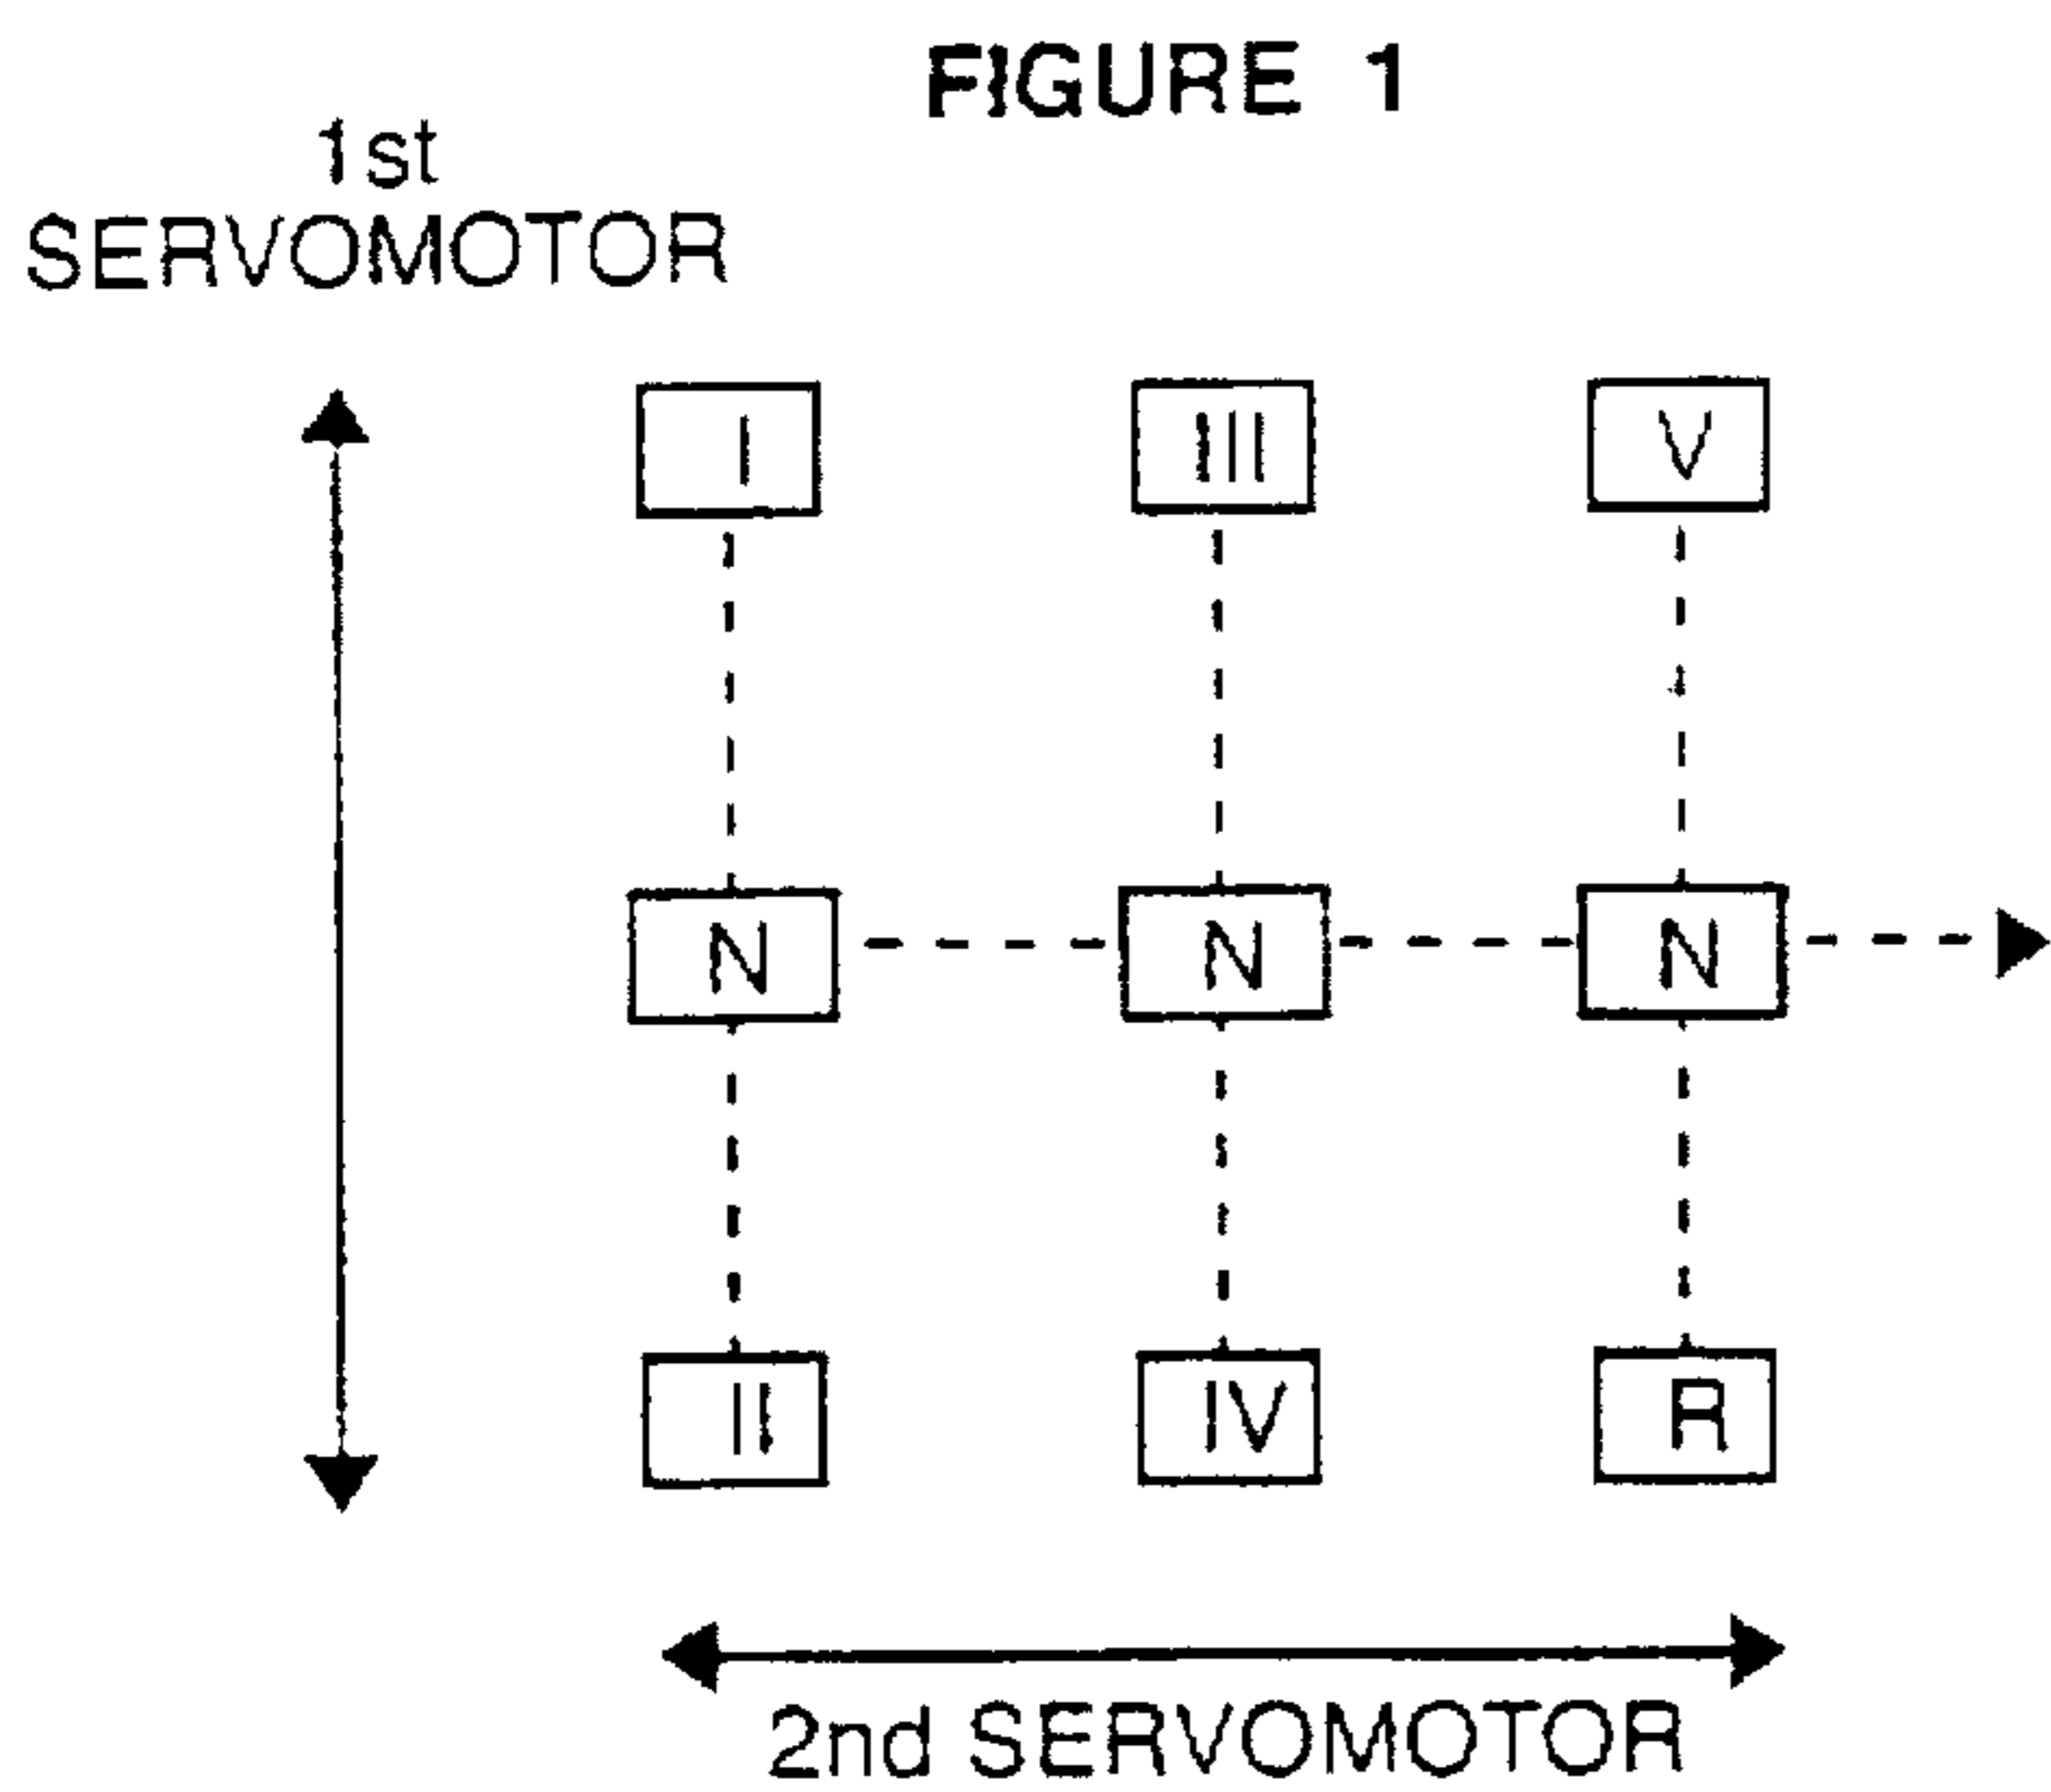 FIGURE 1
1st
SERVOMOTOR
I III V
N N N
II IV R
2nd SERVOMOTOR